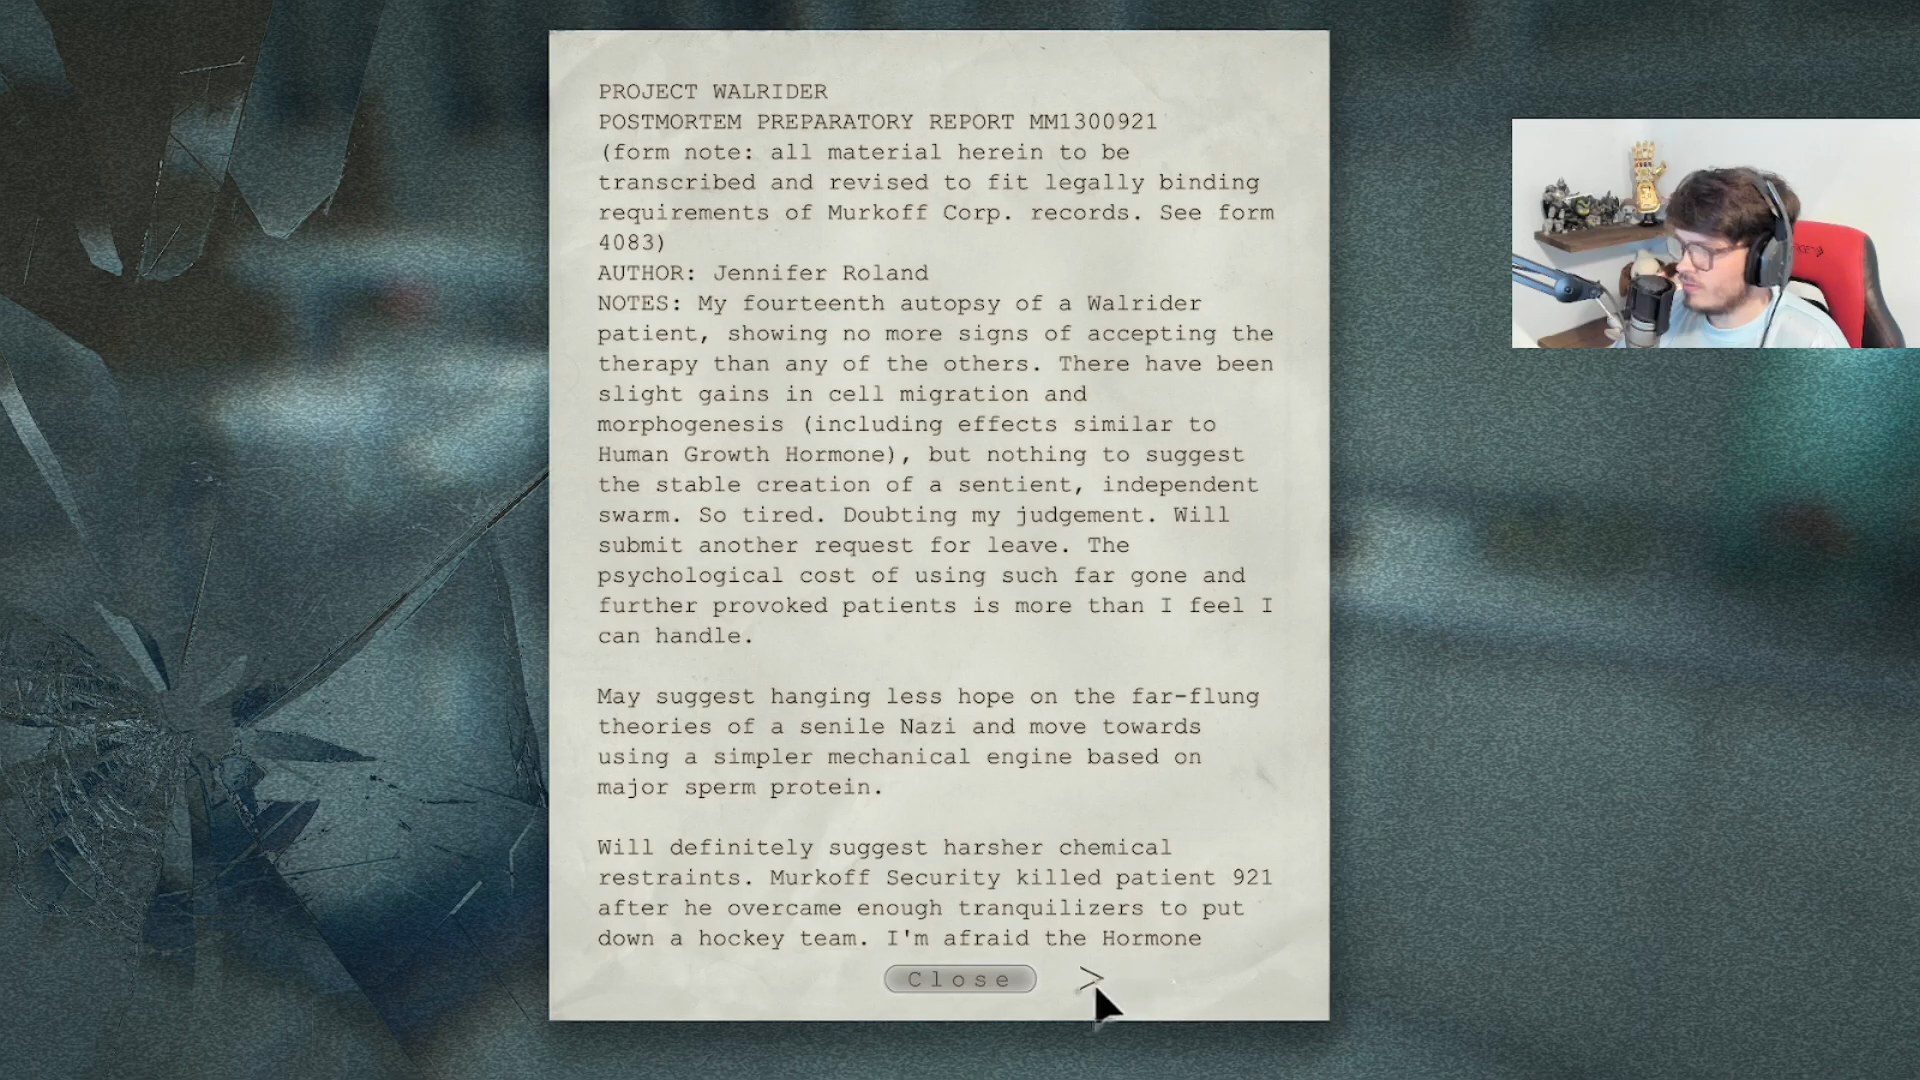 PROJECT WALRIDER
POSTMORTEM PREPARATORY REPORT MM1300921
(form note: all material herein to be
transcribed and revised to fit legally binding
requirements of Murkoff Corp. records. See form
4083)
AUTHOR: Jennifer Roland
NOTES: My fourteenth autopsy of a Walrider
patient, showing no more signs of accepting the
therapy than any of the others. There have been
slight gains in cell migration and
morphogenesis (including effects similar to
Human Growth Hormone), but nothing to suggest
the stable creation of a sentient, independent
swarm. So tired. Doubting my judgement. Will
submit another request for leave. The
psychological cost of using such far gone and
further provoked patients is more than I feel I
can handle.
May suggest hanging less hope on the far-flung
theories of a senile Nazi and move towards
using a simpler mechanical engine based on
major sperm protein.
Will definitely suggest harsher chemical
restraints. Murkoff Security killed patient 921
after he overcame enough tranquilizers to put
down a hockey team. I'm afraid the Hormone
Close >